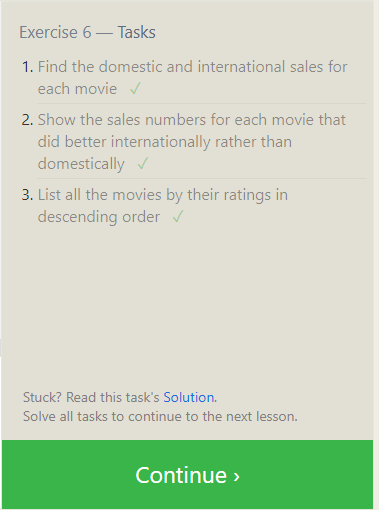 Exercise 6 — Tasks
1. Find the domestic and international sales for
each movie ✓
2. Show the sales numbers for each movie that
did better internationally rather than
domestically ✓
3. List all the movies by their ratings in
descending order ✓
Stuck? Read this task's Solution.
Solve all tasks to continue to the next lesson.
Continue ›